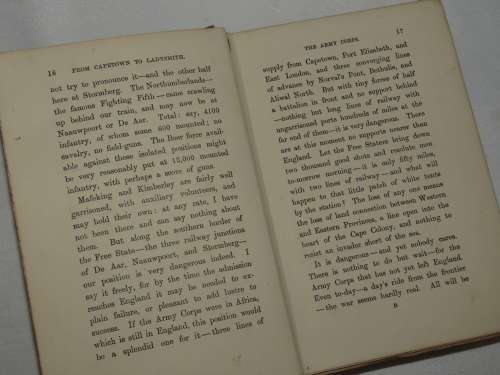 16 FROM CAPETOWN TO LADYSMITH.
not try to pronounce it—and the other half
here at Stormberg. The Northumberlands—
the famous Fighting Fifth—came crawling
up behind our train, and may now be at
Naauwpoort or De Aar. Total: say, 4100
infantry, of whom some 600 mounted; no
cavalry, no field-guns. The Boer force avail-
able against these isolated positions might
be very reasonably put at 12,000 mounted
infantry, with perhaps a score of guns.
Mafeking and Kimberley are fairly well
garrisoned, with auxiliary volunteers, and
may hold their own: at any rate, I have
not been there and can say nothing about
them. But along the southern border of
the Free State—the three railway junctions
of De Aar, Naauwpoort, and Stormberg—
our position is very dangerous indeed. I
say it freely, for by the time the admission
reaches England it may be needed to ex-
plain failure, or pleasant to add lustre to
success. If the Army Corps were in Africa,
which is still in England, this position would
be a splendid one for it—three lines of
THE ARMY CORPS. 17
supply from Capetown, Port Elizabeth, and
East London, and three converging lines
of advance by Norval's Pont, Bethulie, and
Aliwal North. But with tiny forces of half
a battalion in front and no support behind
—nothing but long lines of railway with
ungarrisoned ports hundreds of miles at the
far end of them—it is very dangerous. There
are at this moment no supports nearer than
England. Let the Free Staters bring down
two thousand good shots and resolute men
to-morrow morning—it is only fifty miles,
with two lines of railway—and what will
happen to that little patch of white tents
by the station? The loss of any one means
the loss of land connection between Western
and Eastern Provinces, a line open into the
heart of the Cape Colony, and nothing to
resist an invader short of the sea.
It is dangerous—and yet nobody cares.
There is nothing to do but wait—for the
Army Corps that has not yet left England.
Even to-day—a day's ride from the frontier
—the war seems hardly real. All will be
B